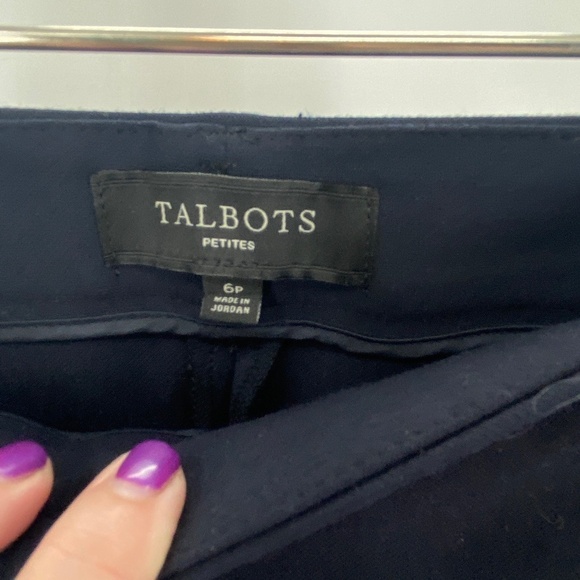 TALBOTS
PETITES
6P
MADE IN
JORDAN